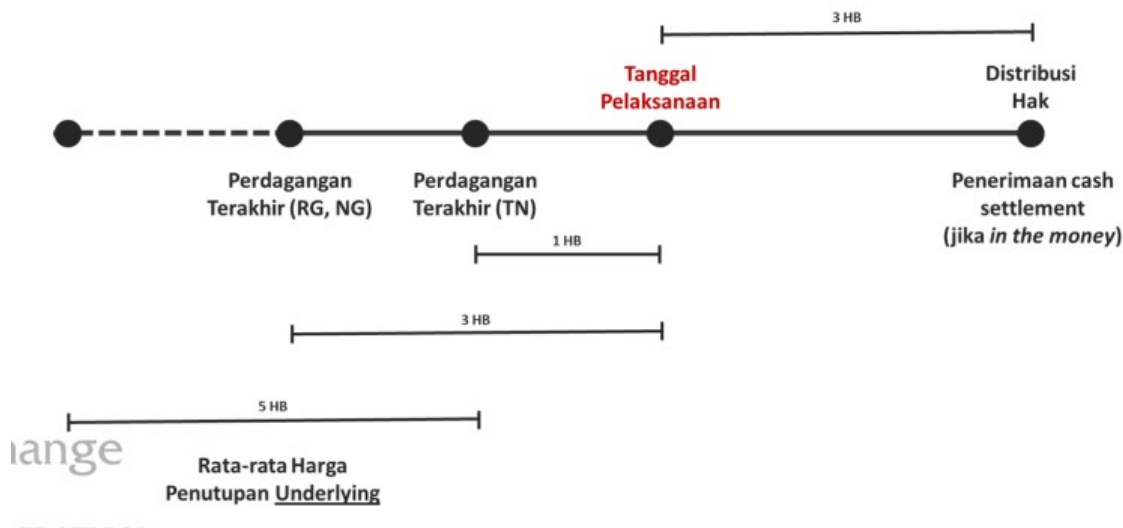 3 HB
Tanggal
Pelaksanaan
Distribusi
Hak
Perdagangan
Terakhir (RG, NG)
Perdagangan
Terakhir (TN)
Penerimaan cash
settlement
(jika in the money)
1 HB
3 HB
5 HB
hange
Rata-rata Harga
Penutupan Underlying